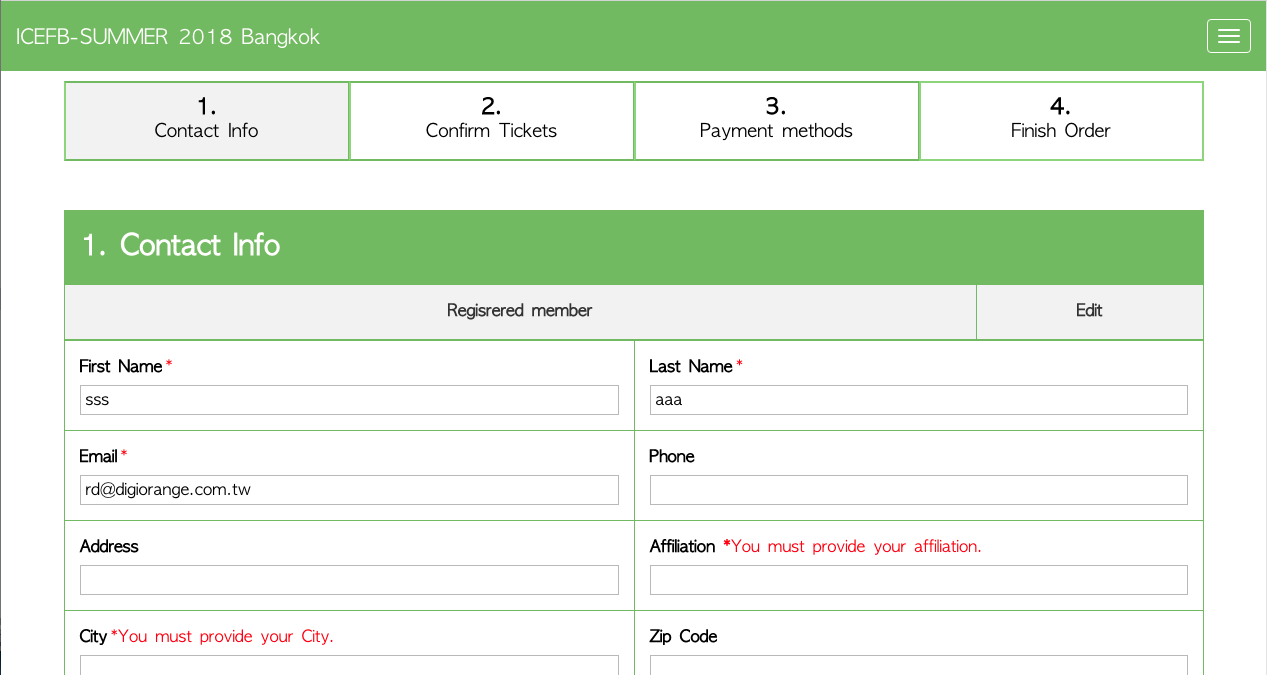 ICEFB-SUMMER 2018 Bangkok
1.
Contact Info
2.
Confirm Tickets
3.
Payment methods
4.
Finish Order
1. Contact Info
Regisrered member
Edit
First Name *
Last Name *
sss
aaa
Email *
Phone
rd@digiorange.com.tw
Address
Affiliation *You must provide your affiliation.
City *You must provide your City.
Zip Code